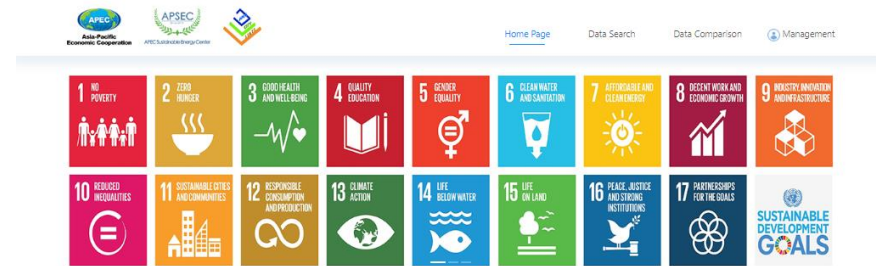 APEC
Asia-Pacific
Economic Cooperation
APSEC
APEC Sustainable Energy Center
Home Page
Data Search
Data Comparison
Management
1 NO
POVERTY
2 ZERO
HUNGER
3 GOOD HEALTH
AND WELL-BEING
4 QUALITY
EDUCATION
5 GENDER
EQUALITY
6 CLEAN WATER
AND SANITATION
7 AFFORDABLE AND
CLEAN ENERGY
8 DECENT WORK AND
ECONOMIC GROWTH
9 INDUSTRY, INNOVATION
AND INFRASTRUCTURE
10 REDUCED
INEQUALITIES
11 SUSTAINABLE CITIES
AND COMMUNITIES
12 RESPONSIBLE
CONSUMPTION
AND PRODUCTION
13 CLIMATE
ACTION
14 LIFE
BELOW WATER
15 LIFE
ON LAND
16 PEACE, JUSTICE
AND STRONG
INSTITUTIONS
17 PARTNERSHIPS
FOR THE GOALS
SUSTAINABLE
DEVELOPMENT
GOALS